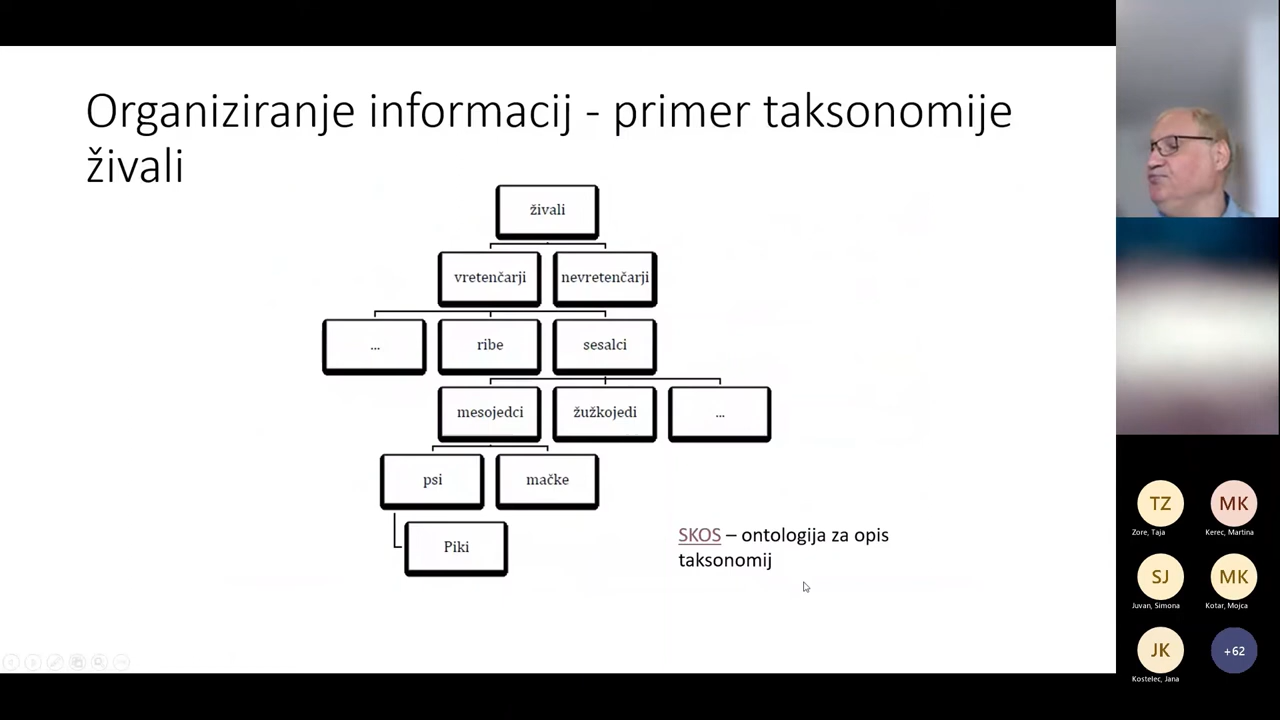 Organiziranje informacij - primer taksonomije
živali
živali
vretenčarji
nevretenčarji
...
ribe
sesalci
mesojedci
žužkojedi
...
psi
mačke
Piki
SKOS – ontologija za opis
taksonomij
TZ
Zore, Taja
MK
Kerec, Martina
SJ
Juvan, Simona
MK
Kotar, Mojca
JK
Kostelec, Jana
+62